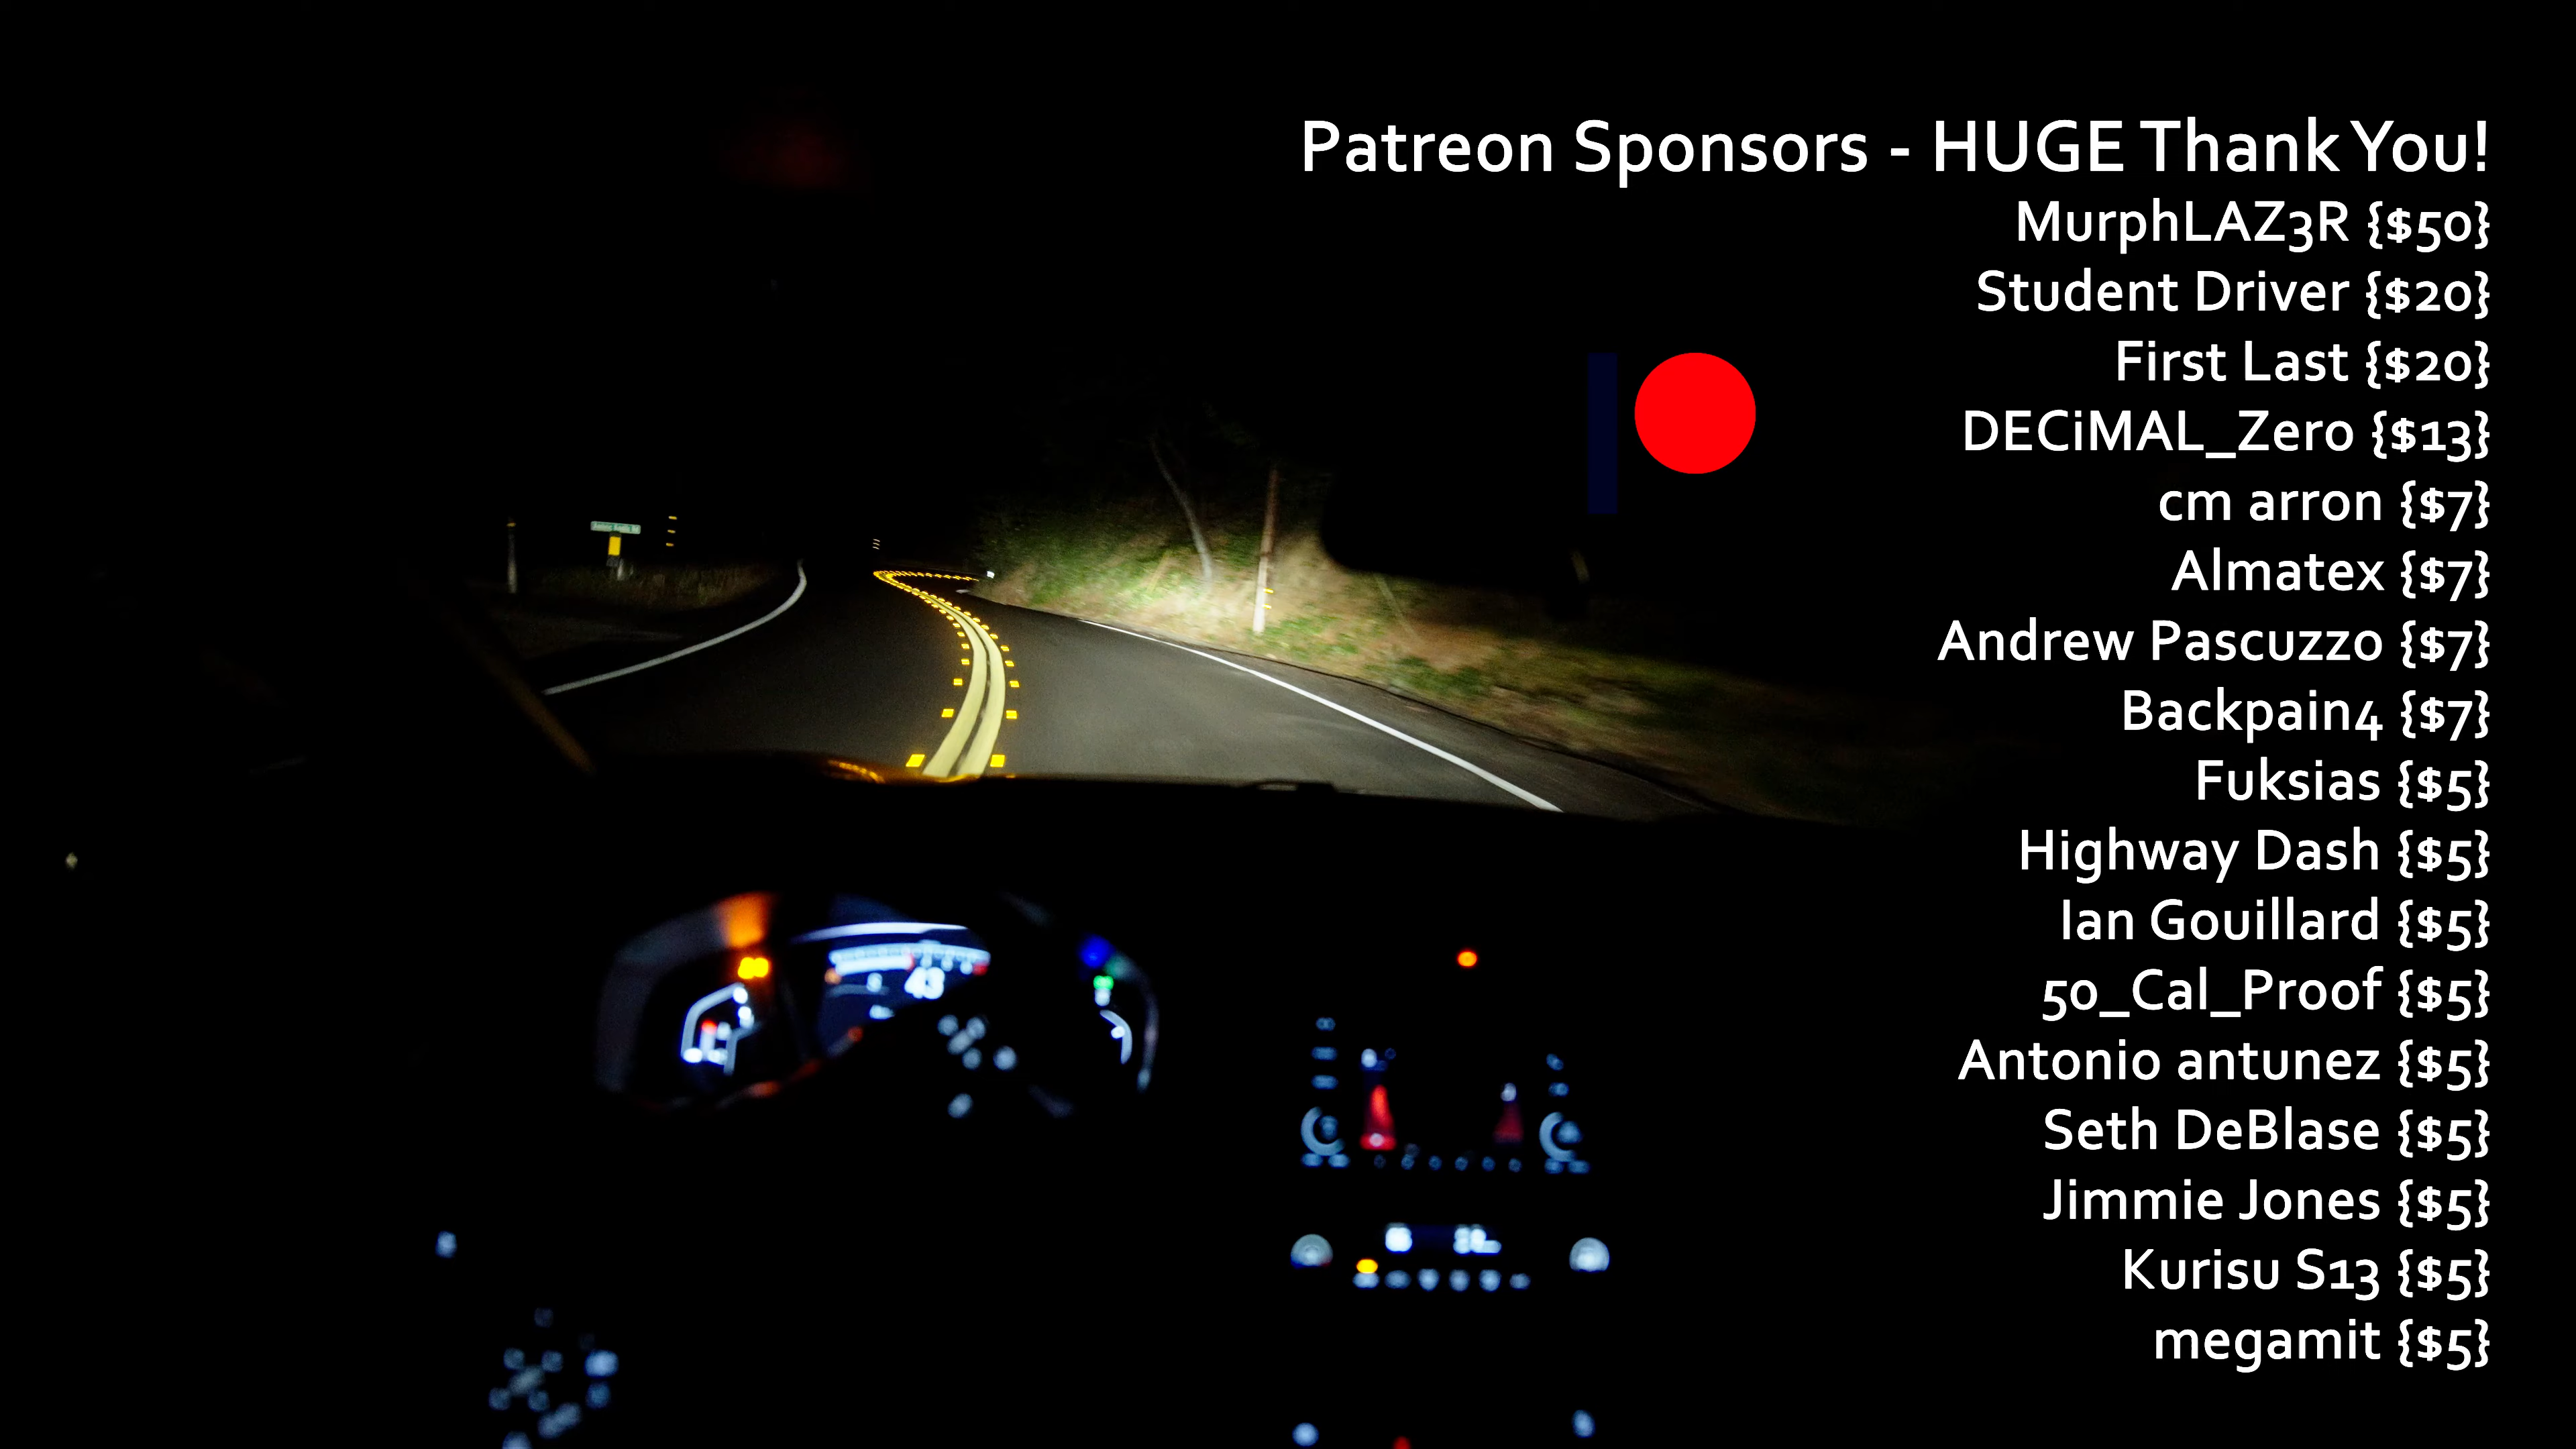 Patreon Sponsors - HUGE Thank You!
MurphLAZ3R {$50}
Student Driver {$20}
First Last {$20}
DECiMAL_Zero {$13}
cm arron {$7}
Almatex {$7}
Andrew Pascuzzo {$7}
Backpain4 {$7}
Fuksias {$5}
Highway Dash {$5}
Ian Gouillard {$5}
50_Cal_Proof {$5}
Antonio antunez {$5}
Seth DeBlase {$5}
Jimmie Jones {$5}
Kurisu S13 {$5}
megamit {$5}
43